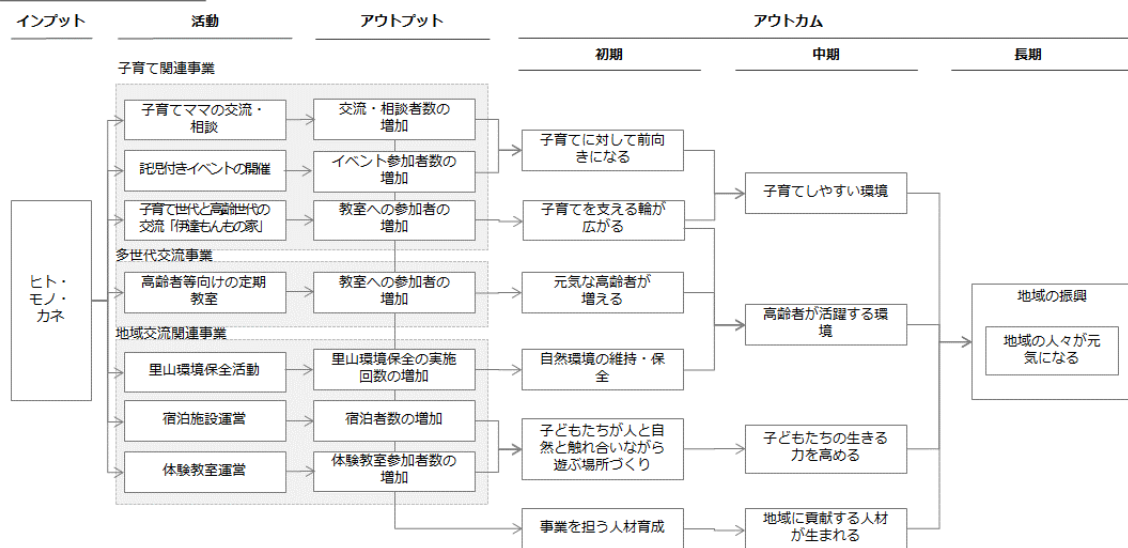 インプット
活動
アウトプット
アウトカム
初期
中期
長期
子育て関連事業
子育てママの交流・
相談
交流・相談者数の
増加
託児付きイベントの開催
イベント参加者数の
増加
子育て世代と高齢世代の
交流「伊達もんもの家」
教室への参加者の
増加
多世代交流事業
高齢者等向けの定期
教室
教室への参加者の
増加
地域交流関連事業
里山環境保全活動
里山環境保全の実施
回数の増加
宿泊施設運営
宿泊者数の増加
体験教室運営
体験教室参加者数の
増加
ヒト・
モノ・
カネ
子育てに対して前向
きになる
子育てを支える輪が
広がる
元気な高齢者が
増える
自然環境の維持・保
全
子どもたちが人と自
然と触れ合いながら
遊ぶ場所づくり
事業を担う人材育成
子育てしやすい環境
高齢者が活躍する環
境
子どもたちの生きる
力を高める
地域に貢献する人材
が生まれる
地域の振興
地域の人々が元
気になる